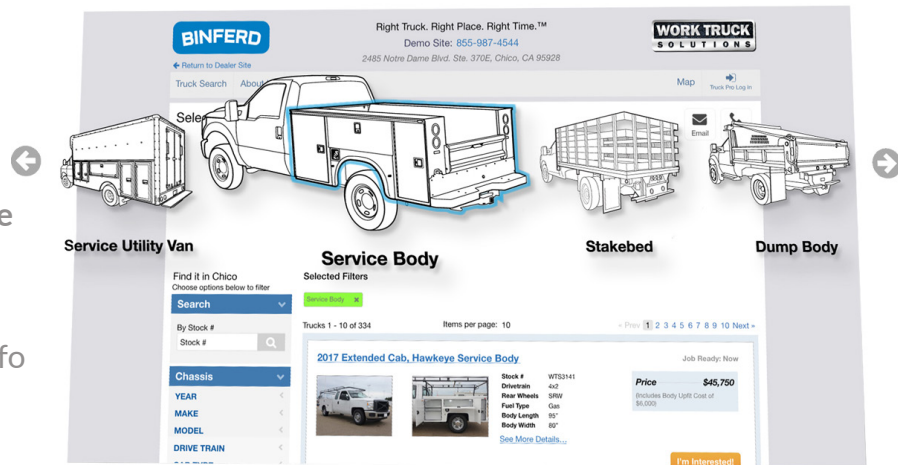 BINFERD
Right Truck. Right Place. Right Time.™
Demo Site: 855-987-4544
2485 Notre Dame Blvd. Ste. 370E, Chico, CA 95928
WORK TRUCK
SOLUTIONS
Return to Dealer Site
Truck Search About
Map
Truck Pro Log In
Sele
Email
e
Service Utility Van
Service Body
Stakebed
Dump Body
Find it in Chico
Choose options below to filter
Selected Filters
Search
Service Body x
By Stock #
Stock #
Trucks 1 - 10 of 334
Items per page: 10
« Prev 1 2 3 4 5 6 7 8 9 10 Next »
fo
2017 Extended Cab, Hawkeye Service Body
Job Ready: Now
Chassis
YEAR
MAKE
MODEL
DRIVE TRAIN
Stock # WTS3141
Drivetrain 4x2
Rear Wheels SRW
Fuel Type Gas
Body Length 95"
Body Width 80"
See More Details...
Price $45,750
(Includes Body Upfit Cost of
$6,000)
I'm Interested!